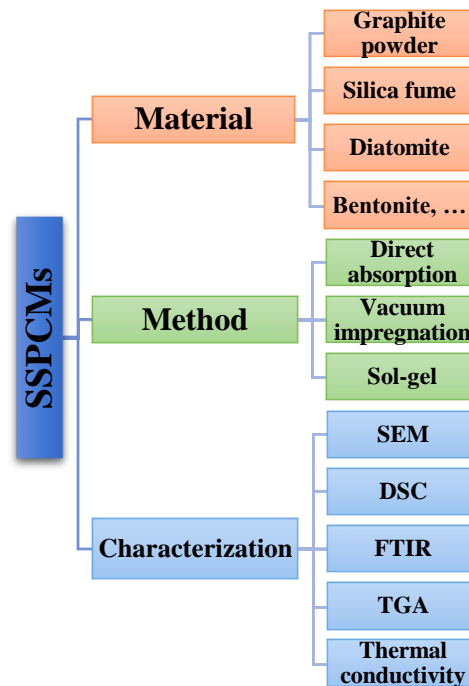 SSPCMs
Material
Graphite
powder
Silica fume
Diatomite
Bentonite, …
Method
Direct
absorption
Vacuum
impregnation
Sol-gel
Characterization
SEM
DSC
FTIR
TGA
Thermal
conductivity